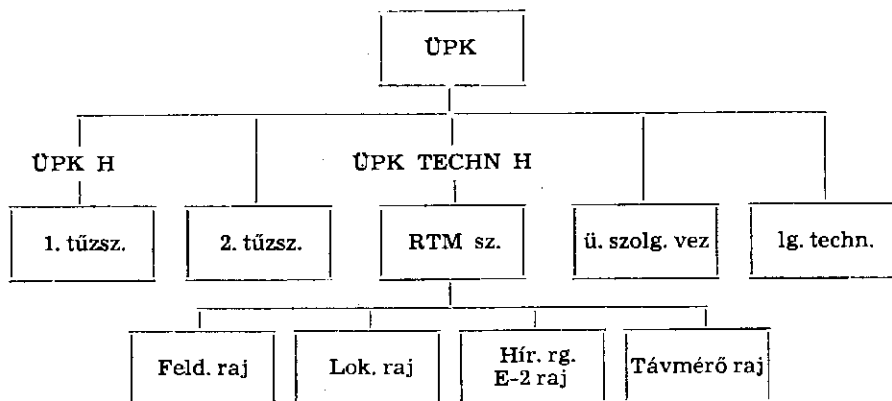 ÜPK
ÜPK H
ÜPK TECHN H
1. tűzsz.
2. tűzsz.
RTM sz.
ü. szolg. vez
lg. techn.
Feld. raj
Lok. raj
Hír. rg.
E-2 raj
Távmérő raj